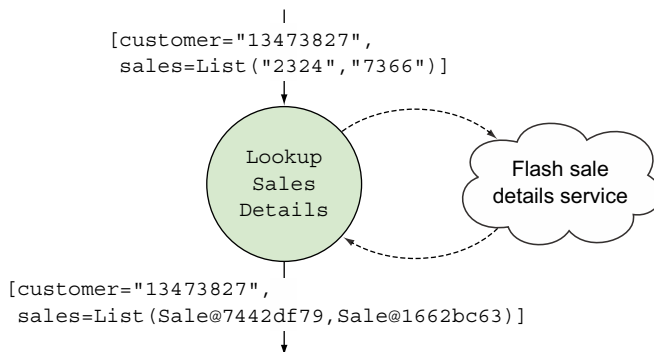 [customer="13473827",
sales=List("2324","7366")]
Lookup
Sales
Details
Flash sale
details service
[customer="13473827",
sales=List(Sale@7442df79,Sale@1662bc63)]